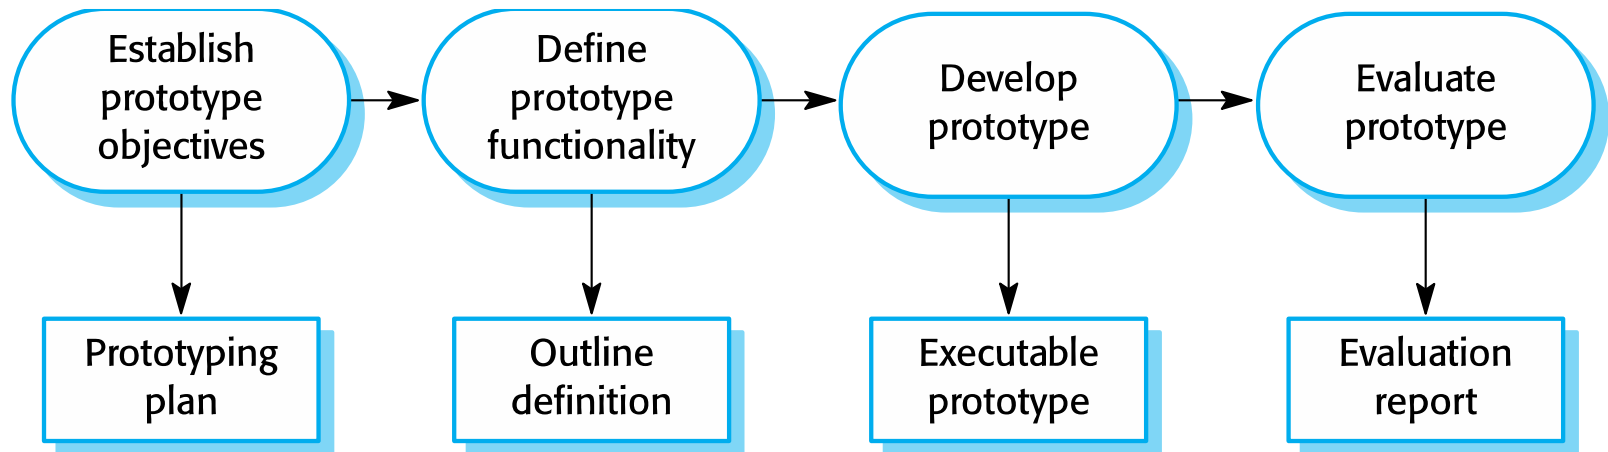 Establish
prototype
objectives
Define
prototype
functionality
Develop
prototype
Evaluate
prototype
Prototyping
plan
Outline
definition
Executable
prototype
Evaluation
report